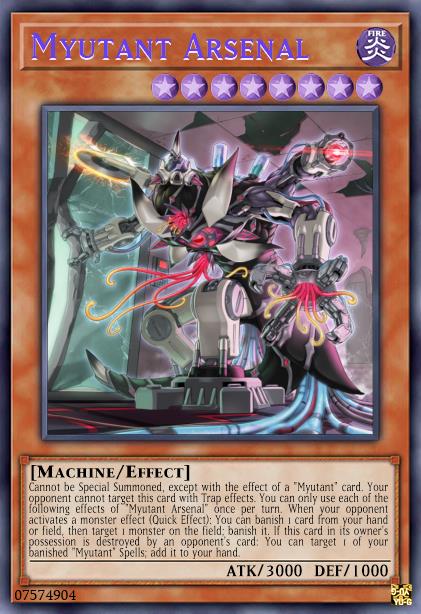 Myutant Arsenal
FIRE
炎
[Machine/Effect]
Cannot be Special Summoned, except with the effect of a "Myutant" card. Your
opponent cannot target this card with Trap effects. You can only use each of the
following effects of "Myutant Arsenal" once per turn. When your opponent
activates a monster effect (Quick Effect): You can banish 1 card from your hand
or field, then target 1 monster on the field; banish it. If this card in its owner's
possession is destroyed by an opponent's card: You can target 1 of your
banished "Myutant" Spells; add it to your hand.
ATK/3000 DEF/1000
07574904